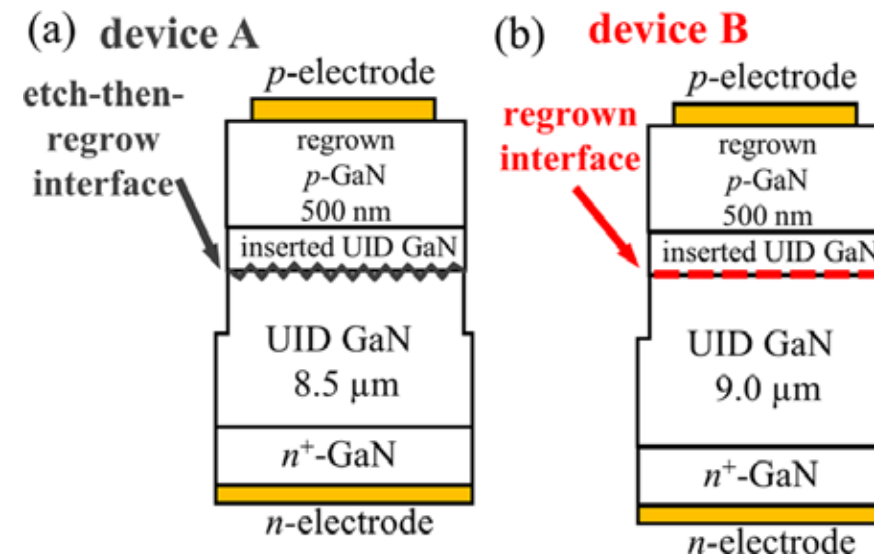 (a) device A
p-electrode
etch-then-
regrow
interface
regrown
p-GaN
500 nm
inserted UID GaN
UID GaN
8.5 µm
n⁺-GaN
n-electrode
(b) device B
p-electrode
regrown
interface
regrown
p-GaN
500 nm
inserted UID GaN
UID GaN
9.0 µm
n⁺-GaN
n-electrode